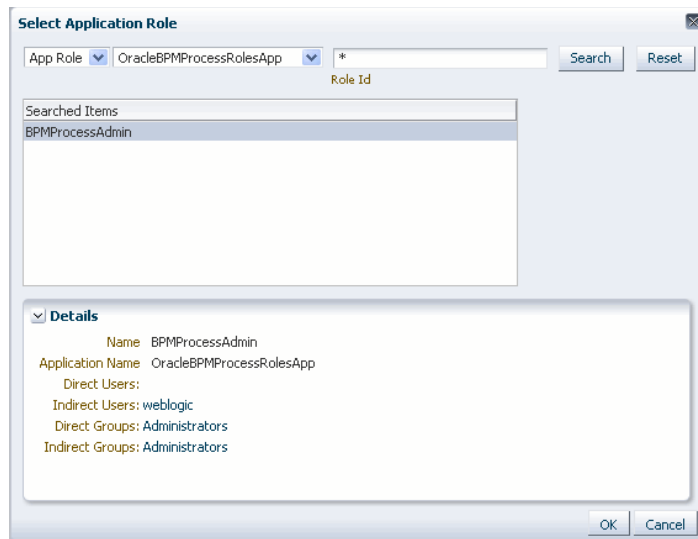 Select Application Role
App Role OracleBPMProcessRolesApp * Search Reset
Role Id
Searched Items
BPMProcessAdmin
Details
Name BPMProcessAdmin
Application Name OracleBPMProcessRolesApp
Direct Users:
Indirect Users: weblogic
Direct Groups: Administrators
Indirect Groups: Administrators
OK Cancel